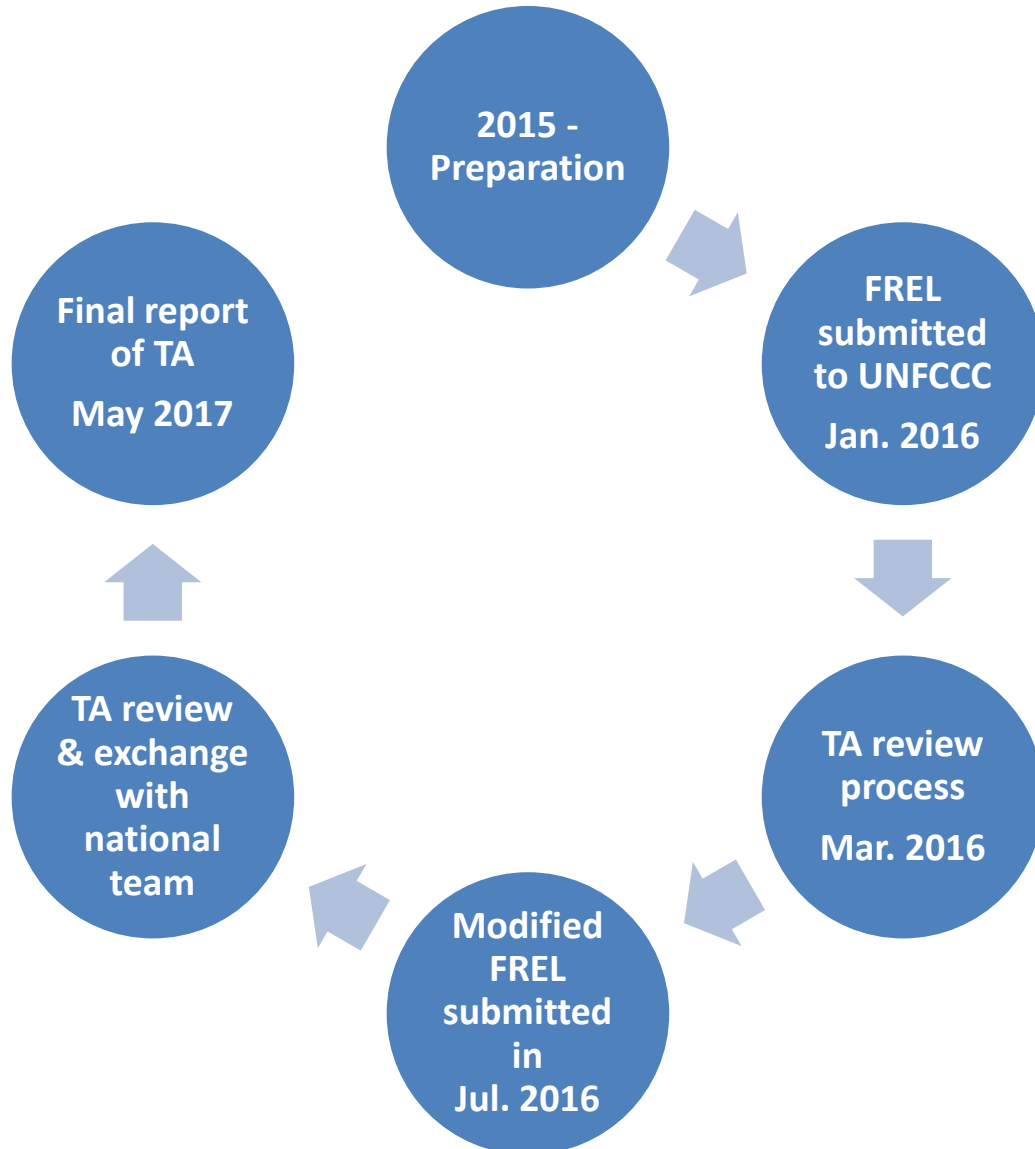 2015 -
Preparation
FREL
submitted
to UNFCCC
Jan. 2016
TA review
process
Mar. 2016
Modified
FREL
submitted
in
Jul. 2016
TA review
& exchange
with
national
team
Final report
of TA
May 2017